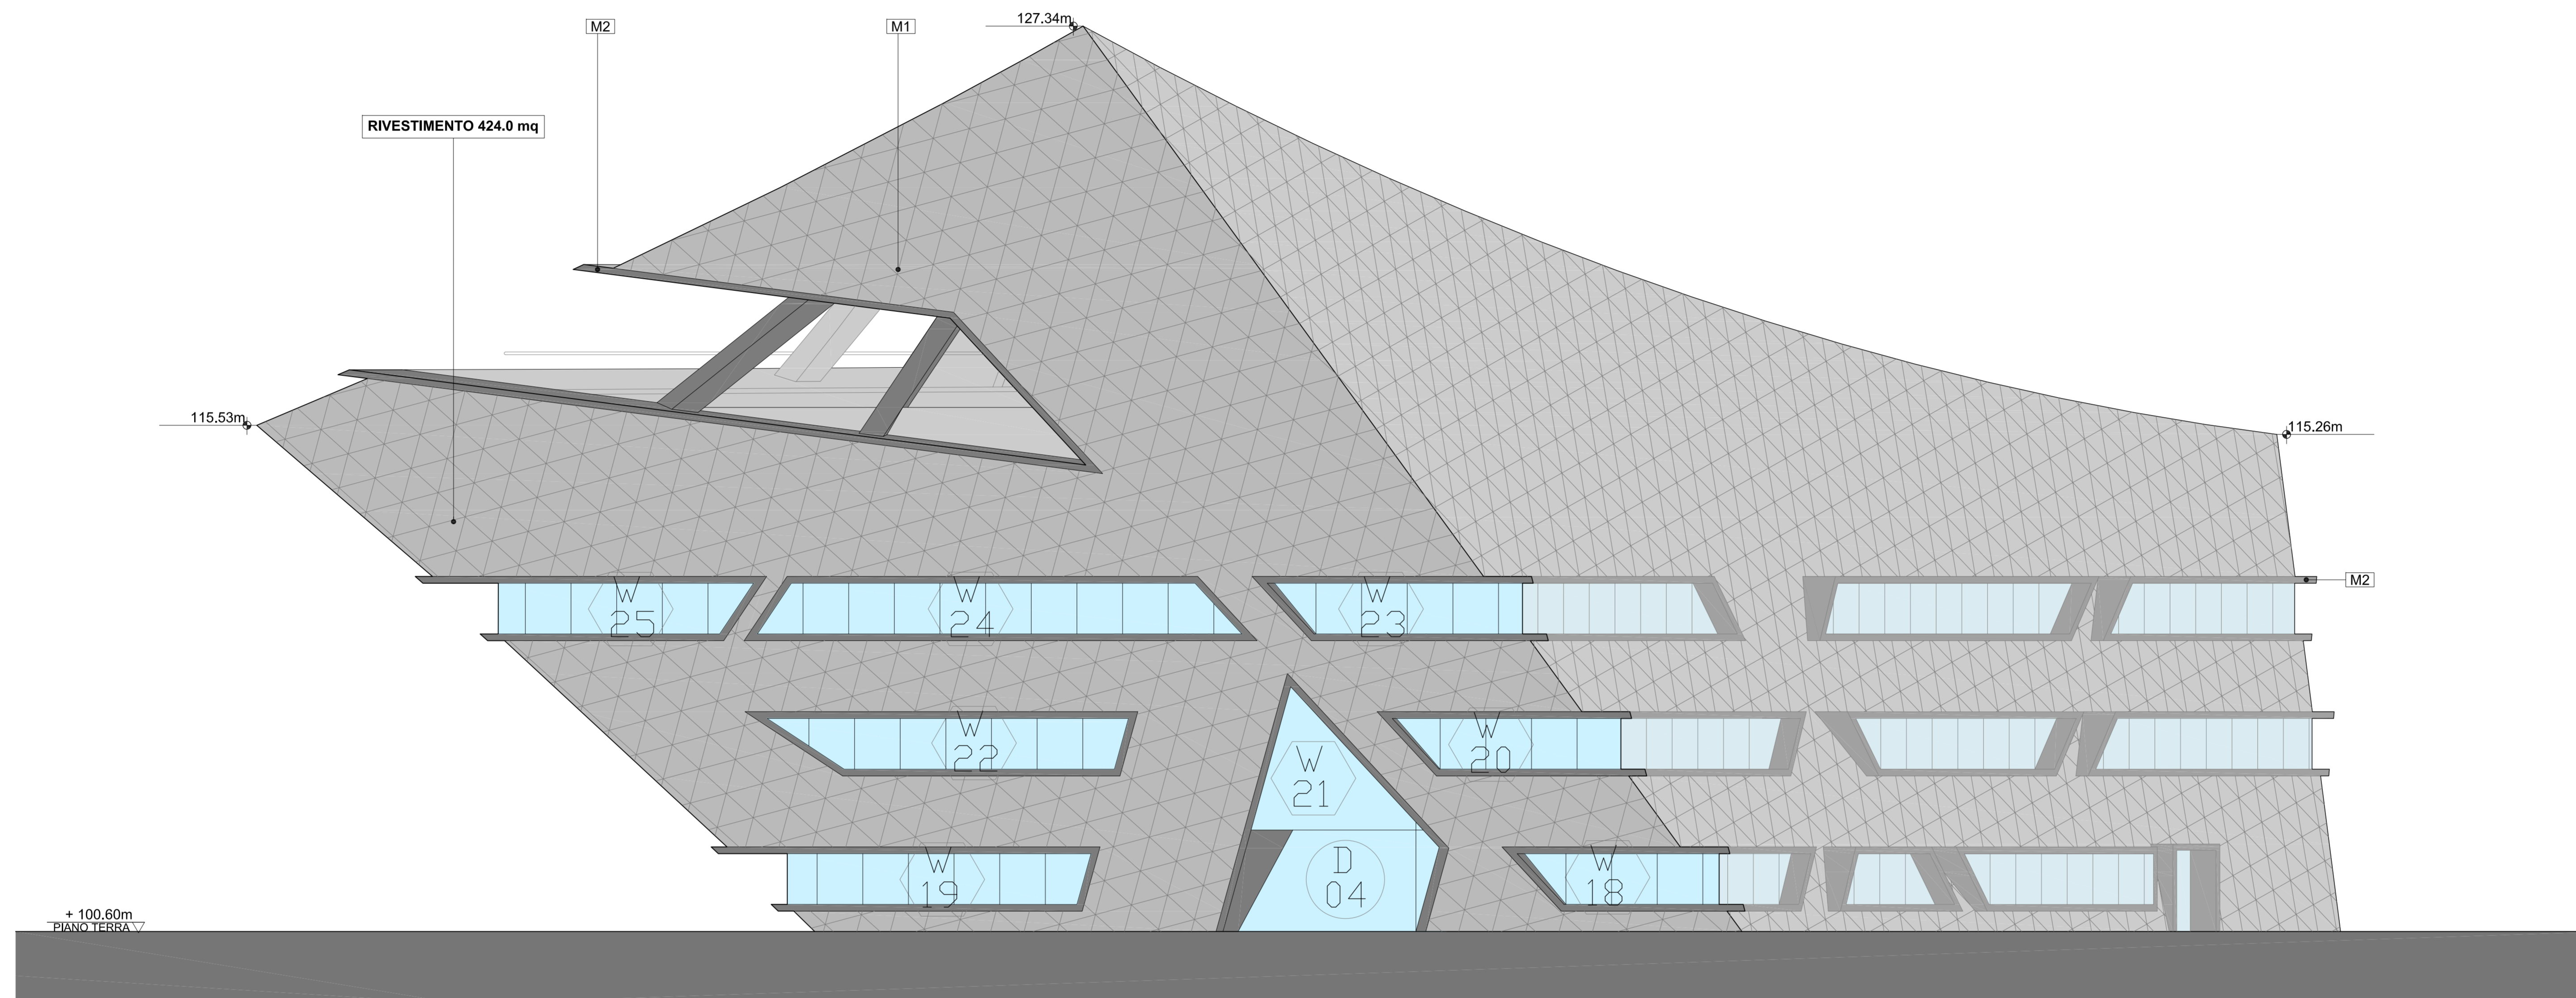 127.34m
M2
M1
RIVESTIMENTO 424.0 mq
115.53m
115.26m
M2
W
25
W
24
W
23
W
22
W
20
W
21
W
19
D
04
W
18
+ 100.60m
PIANO TERRA